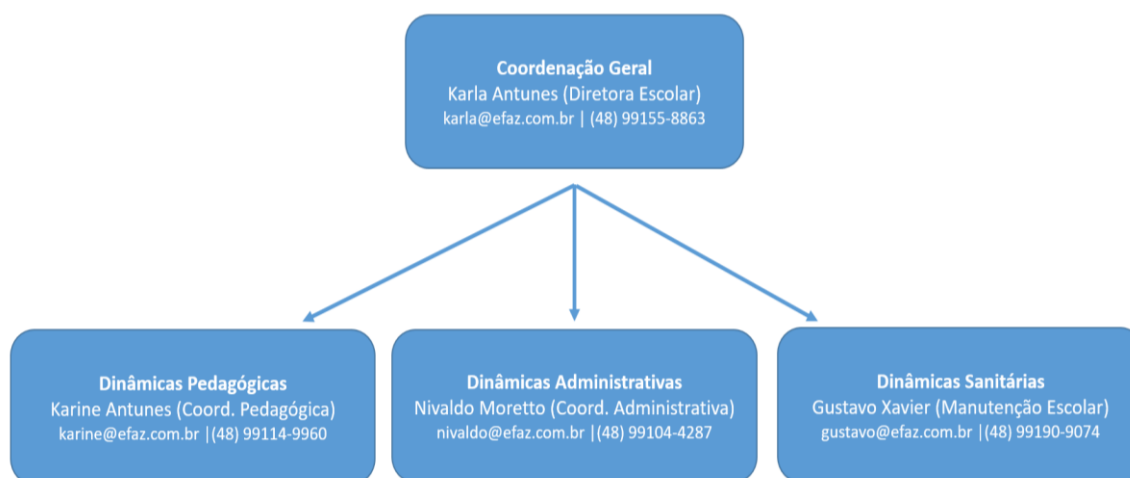 Coordenação Geral
Karla Antunes (Diretora Escolar)
karla@efaz.com.br | (48) 99155-8863
Dinâmicas Pedagógicas
Karine Antunes (Coord. Pedagógica)
karine@efaz.com.br |(48) 99114-9960
Dinâmicas Administrativas
Nivaldo Moretto (Coord. Administrativa)
nivaldo@efaz.com.br |(48) 99104-4287
Dinâmicas Sanitárias
Gustavo Xavier (Manutenção Escolar)
gustavo@efaz.com.br |(48) 99190-9074